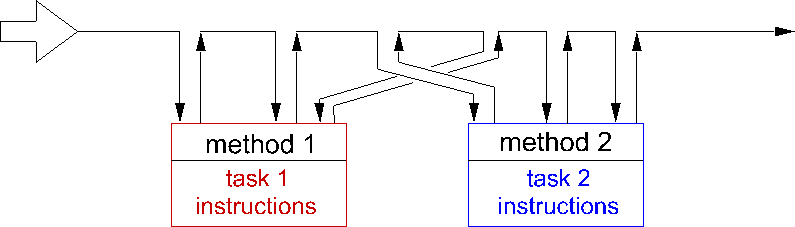 method 1
task 1
instructions
method 2
task 2
instructions